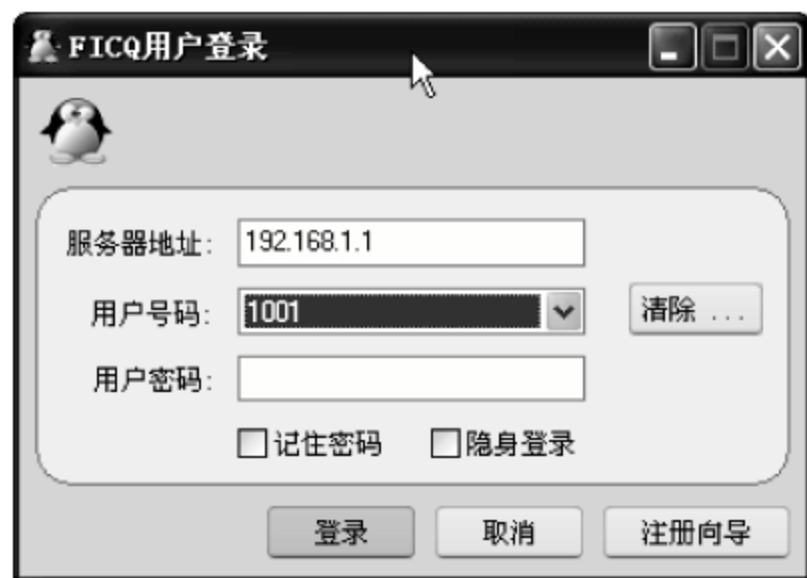 FICQ用户登录
服务器地址: 192.168.1.1
用户号码: 1001 清除 ...
用户密码:
记住密码 隐身登录
登录 取消 注册向导